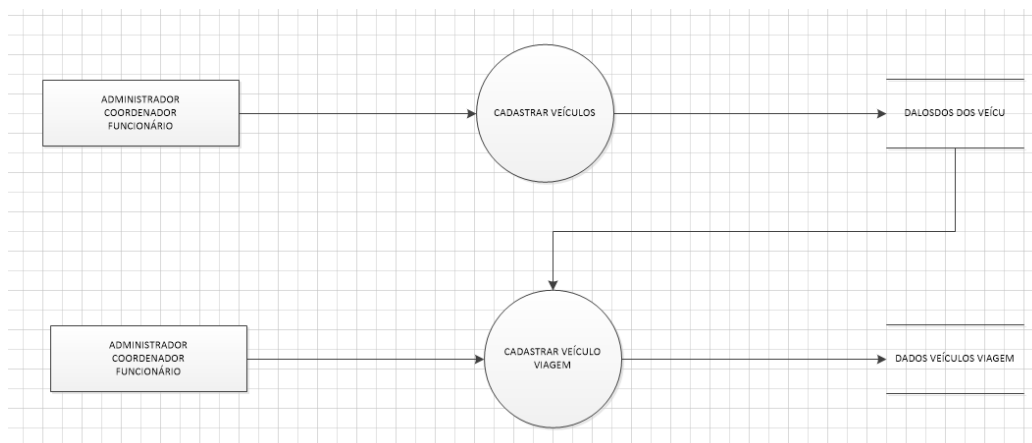 ADMINISTRADOR
COORDENADOR
FUNCIONÁRIO
CADASTRAR VEÍCULOS
DALOSDOS DOS VEÍCU
ADMINISTRADOR
COORDENADOR
FUNCIONÁRIO
CADASTRAR VEÍCULO
VIAGEM
DADOS VEÍCULOS VIAGEM